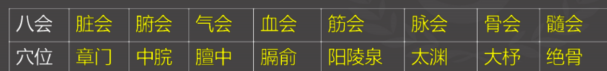 八会 脏会 腑会 气会 血会 筋会 脉会 骨会 髓会
穴位 章门 中脘 膻中 膈俞 阳陵泉 太渊 大杼 绝骨